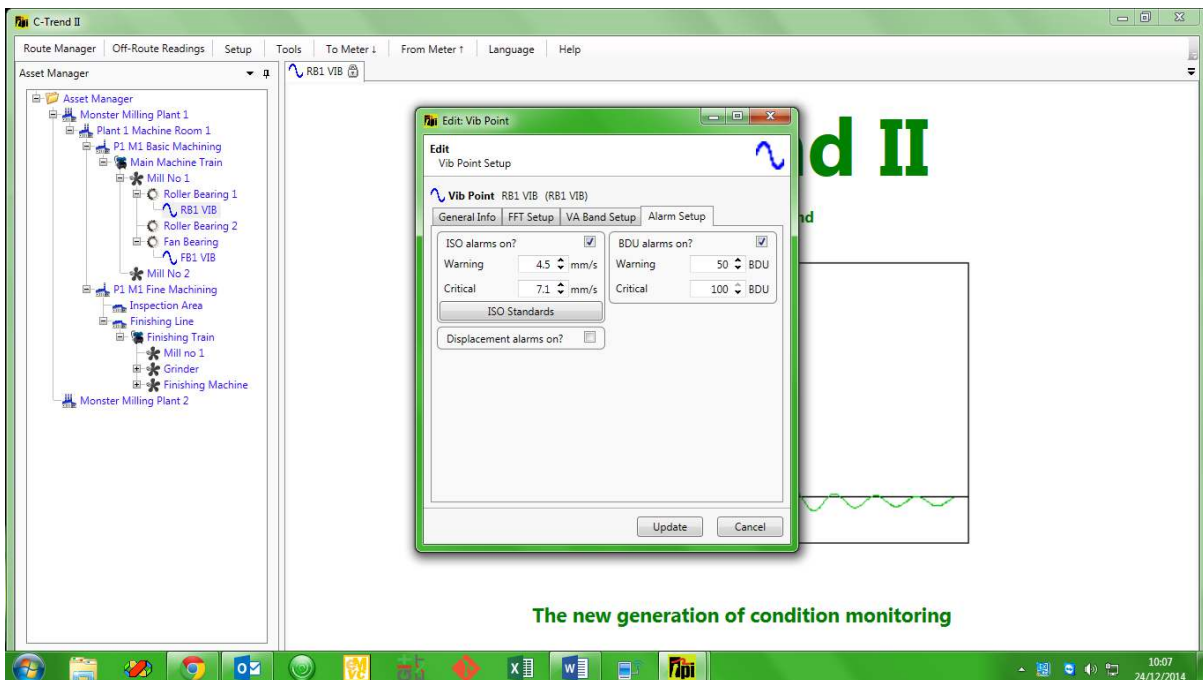 C-Trend II
Route Manager Off-Route Readings Setup Tools To Meter ↓ From Meter ↑ Language Help
Asset Manager
RB1 VIB
Asset Manager
Monster Milling Plant 1
Plant 1 Machine Room 1
P1 M1 Basic Machining
Main Machine Train
Mill No 1
Roller Bearing 1
RB1 VIB
Roller Bearing 2
Fan Bearing
FB1 VIB
Mill No 2
P1 M1 Fine Machining
Inspection Area
Finishing Line
Finishing Train
Mill no 1
Grinder
Finishing Machine
Monster Milling Plant 2
d II
nd
Edit: Vib Point
Edit
Vib Point Setup
Vib Point RB1 VIB (RB1 VIB)
General Info FFT Setup VA Band Setup Alarm Setup
ISO alarms on?
Warning 4.5 mm/s
Critical 7.1 mm/s
ISO Standards
Displacement alarms on?
BDU alarms on?
Warning 50 BDU
Critical 100 BDU
Update Cancel
The new generation of condition monitoring
10:07
24/12/2014